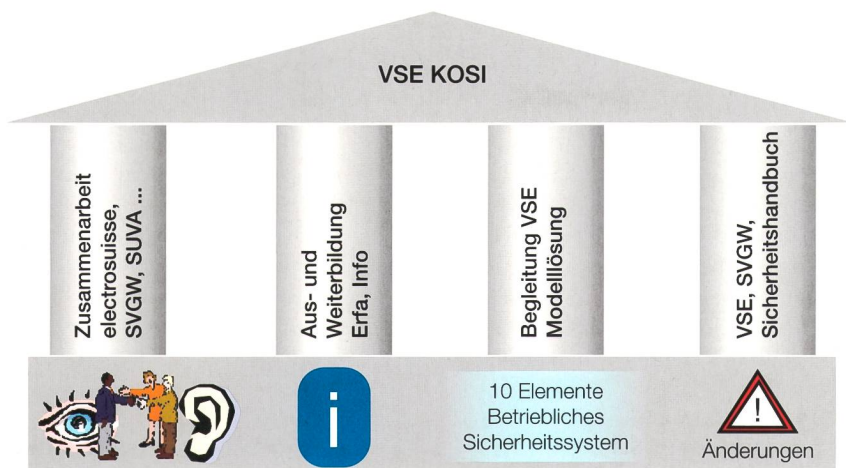 VSE KOSI
Zusammenarbeit
electrosuisse,
SVGW, SUVA ...
Aus- und
Weiterbildung
Erfa, Info
Begleitung VSE
Modelllösung
VSE, SVGW,
Sicherheitshandbuch
i
10 Elemente
Betriebliches
Sicherheitssystem
!
Änderungen